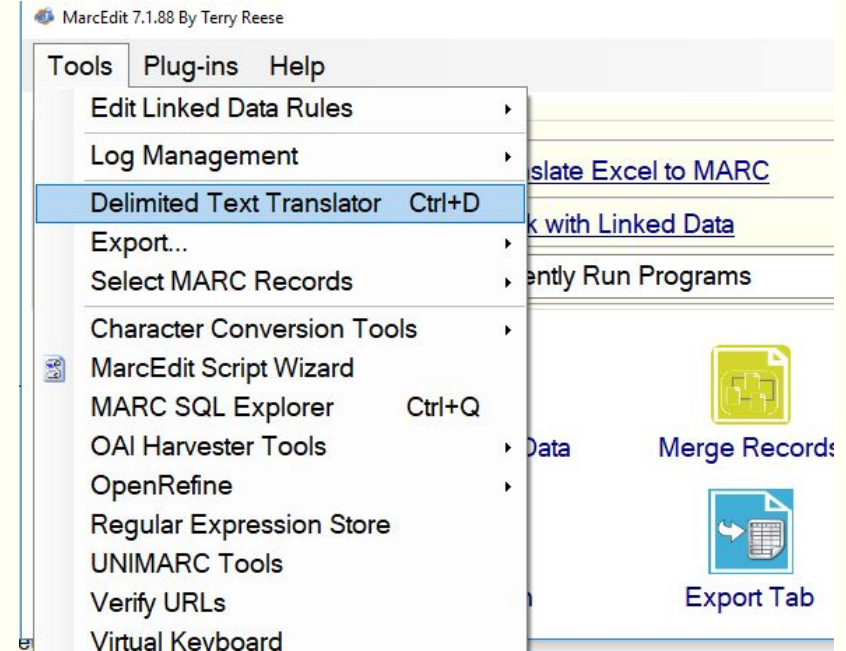 MarcEdit 7.1.88 By Terry Reese
Tools Plug-ins Help
Edit Linked Data Rules
Log Management
Delimited Text Translator Ctrl+D
Export...
Select MARC Records
Character Conversion Tools
MarcEdit Script Wizard
MARC SQL Explorer Ctrl+Q
OAI Harvester Tools
OpenRefine
Regular Expression Store
UNIMARC Tools
Verify URLs
Virtual Keyboard
Excel to MARC
with Linked Data
Run Programs
Data
Merge Records
Export Tab